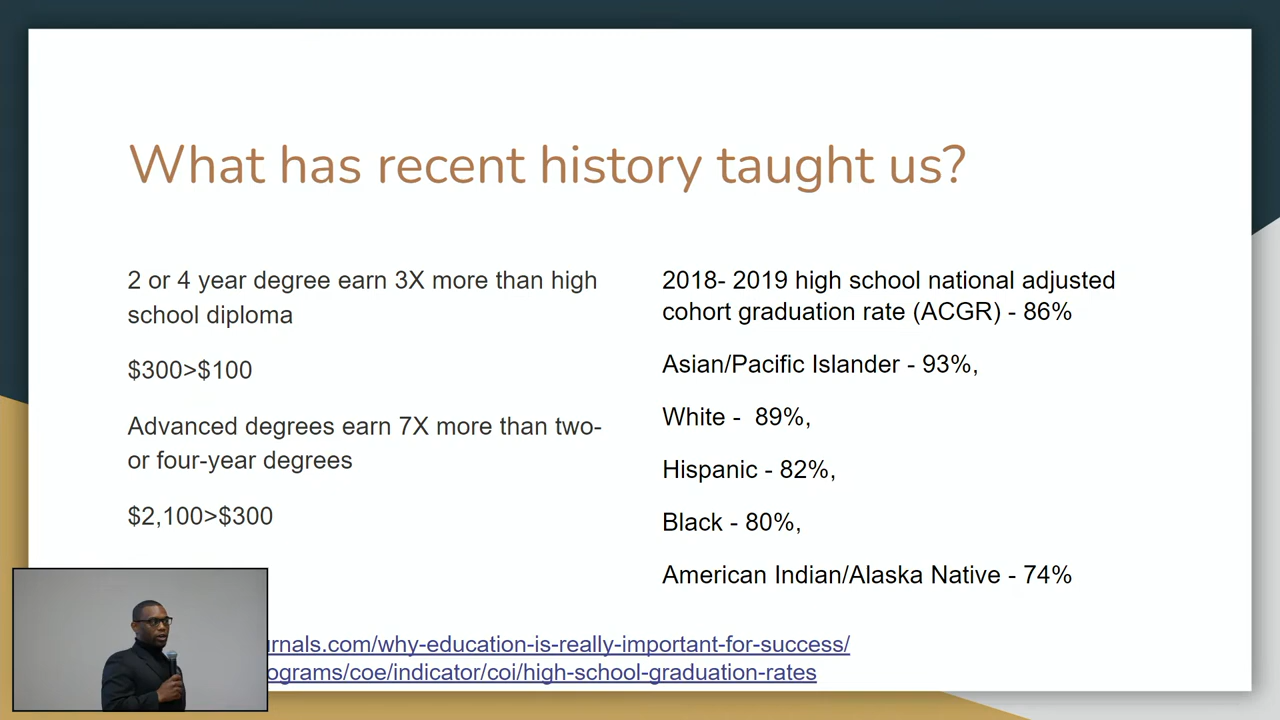 What has recent history taught us?
2 or 4 year degree earn 3X more than high
school diploma
$300>$100
Advanced degrees earn 7X more than two-
or four-year degrees
$2,100>$300
2018- 2019 high school national adjusted
cohort graduation rate (ACGR) - 86%
Asian/Pacific Islander - 93%,
White -  89%,
Hispanic - 82%,
Black - 80%,
American Indian/Alaska Native - 74%
urnals.com/why-education-is-really-important-for-success/
ograms/coe/indicator/coi/high-school-graduation-rates